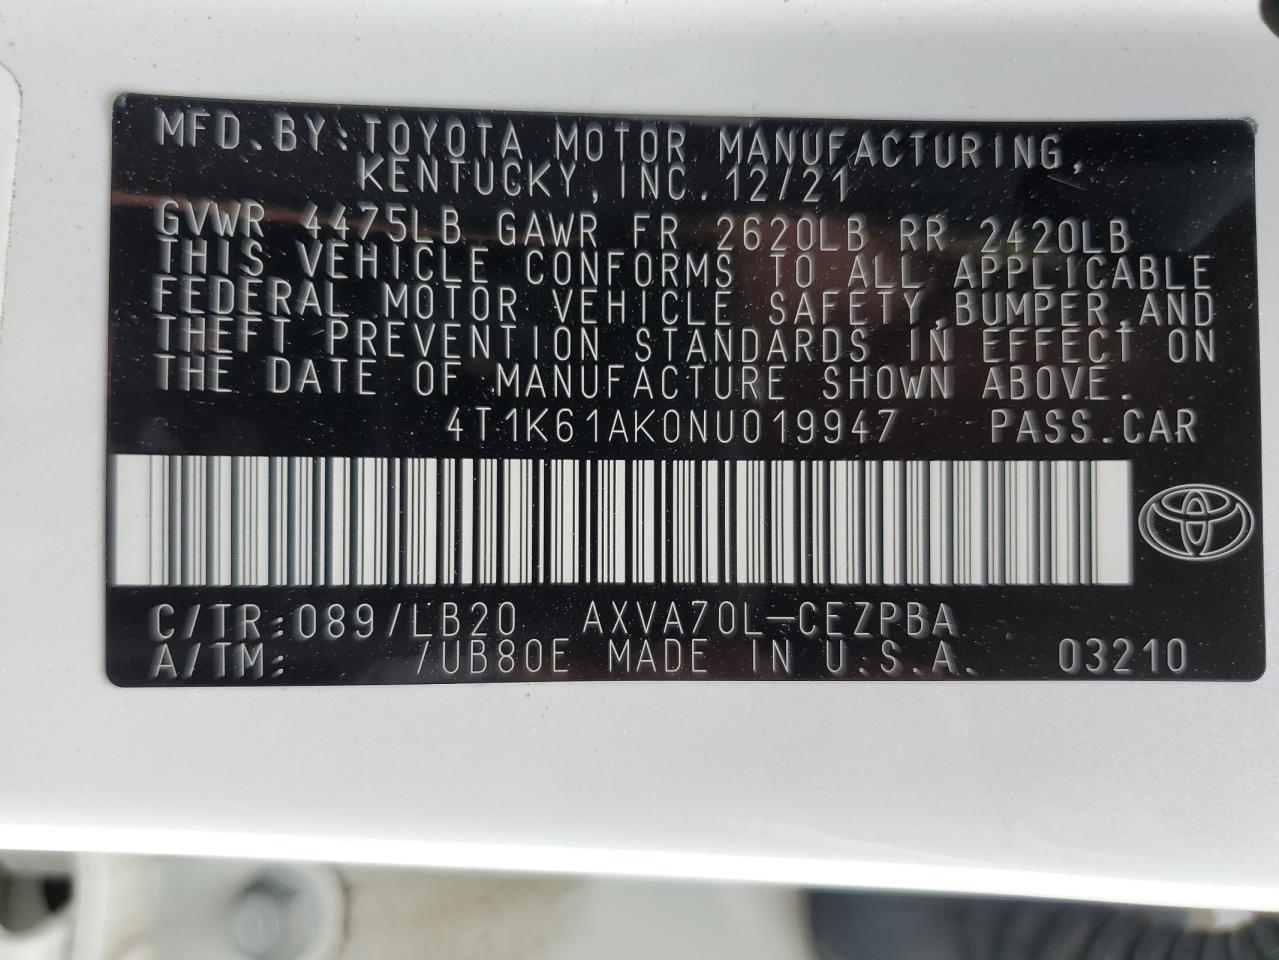 MFD.BY:TOYOTA MOTOR MANUFACTURING,
KENTUCKY,INC.12/21
GVWR 4475LB GAWR FR 2620LB RR 2420LB
THIS VEHICLE CONFORMS TO ALL APPLICABLE
FEDERAL MOTOR VEHICLE SAFETY,BUMPER,AND
THEFT PREVENTION STANDARDS IN EFFECT ON
THE DATE OF MANUFACTURE SHOWN ABOVE.
4T1K61AK0NU019947 PASS.CAR
C/TR:089/LB20 AXVA70L-CEZPBA
A/TM: /UB80E MADE IN U.S.A. 03210